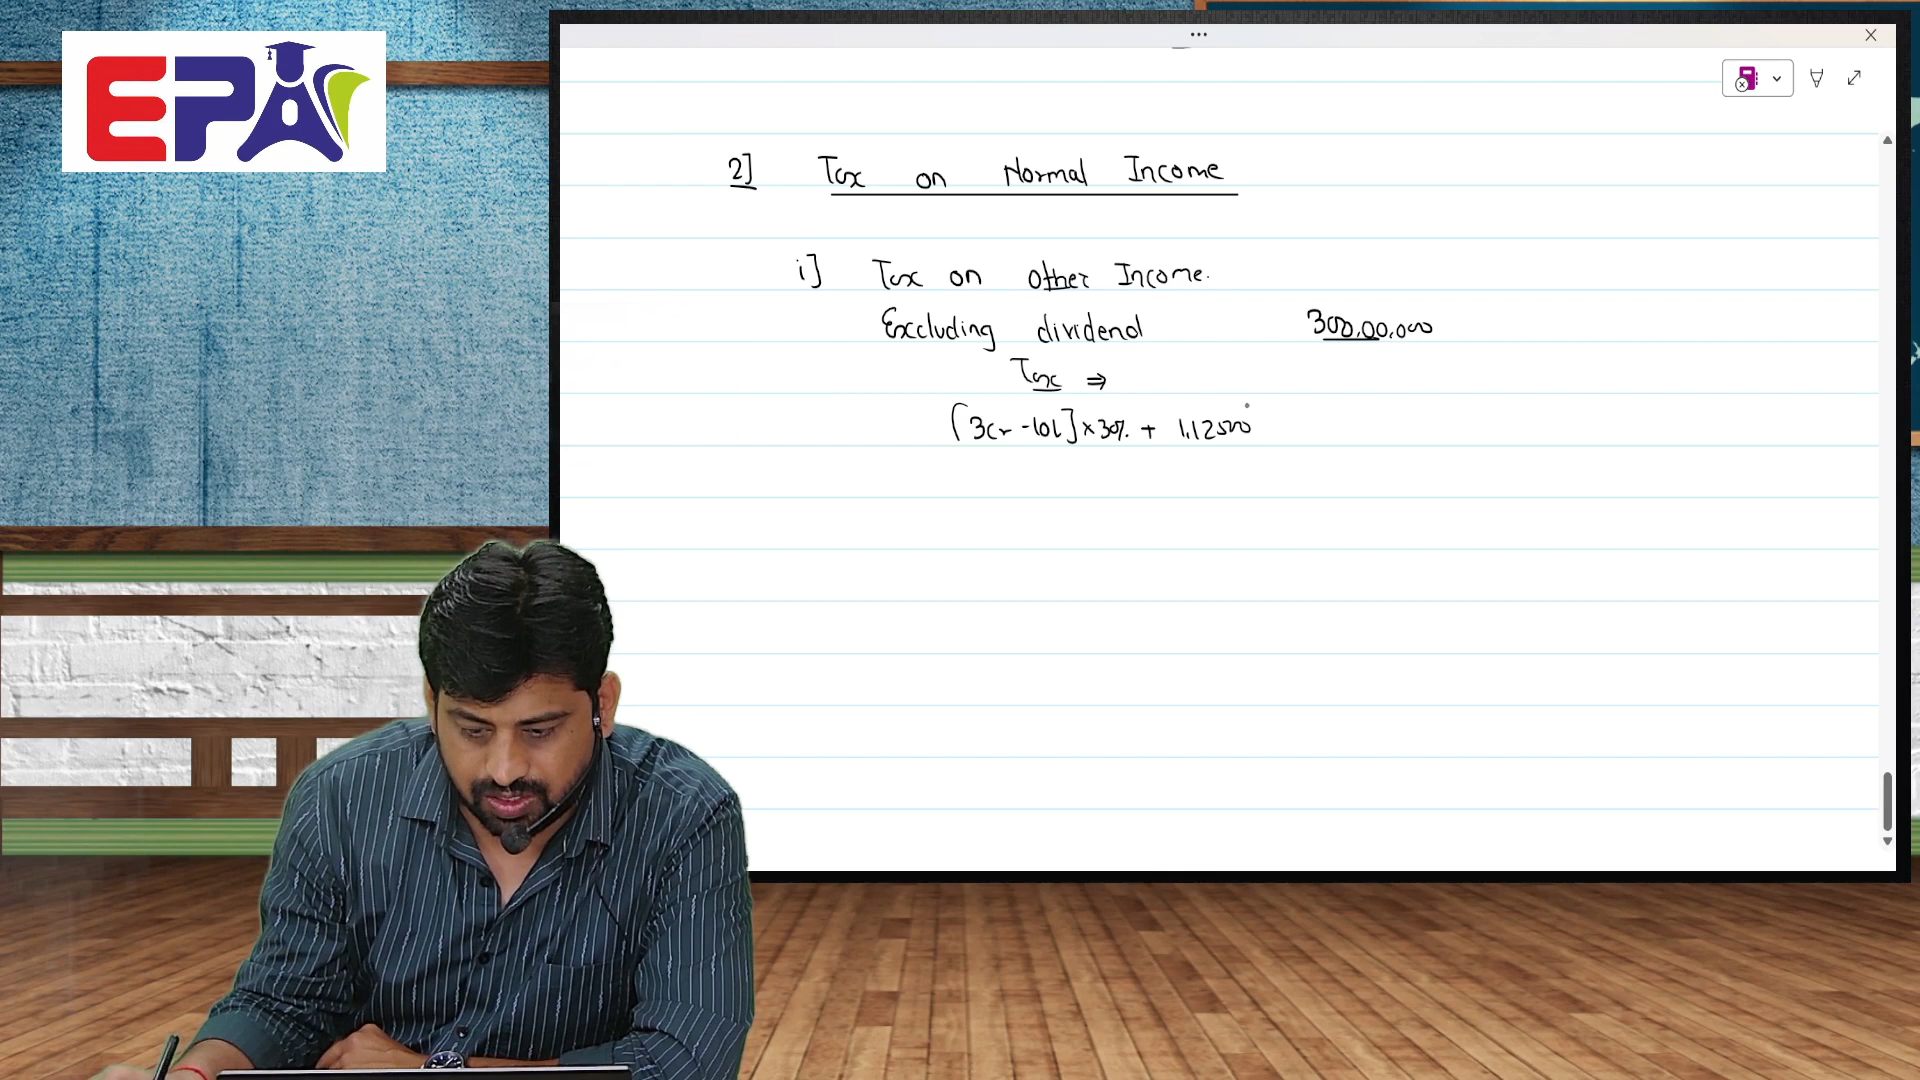 EPA
2] Tax on Normal Income
i] Tax on other Income.
Excluding dividend 300,00,000
Tax ⇒
[3Cr - 10L] × 30% + 1,12500